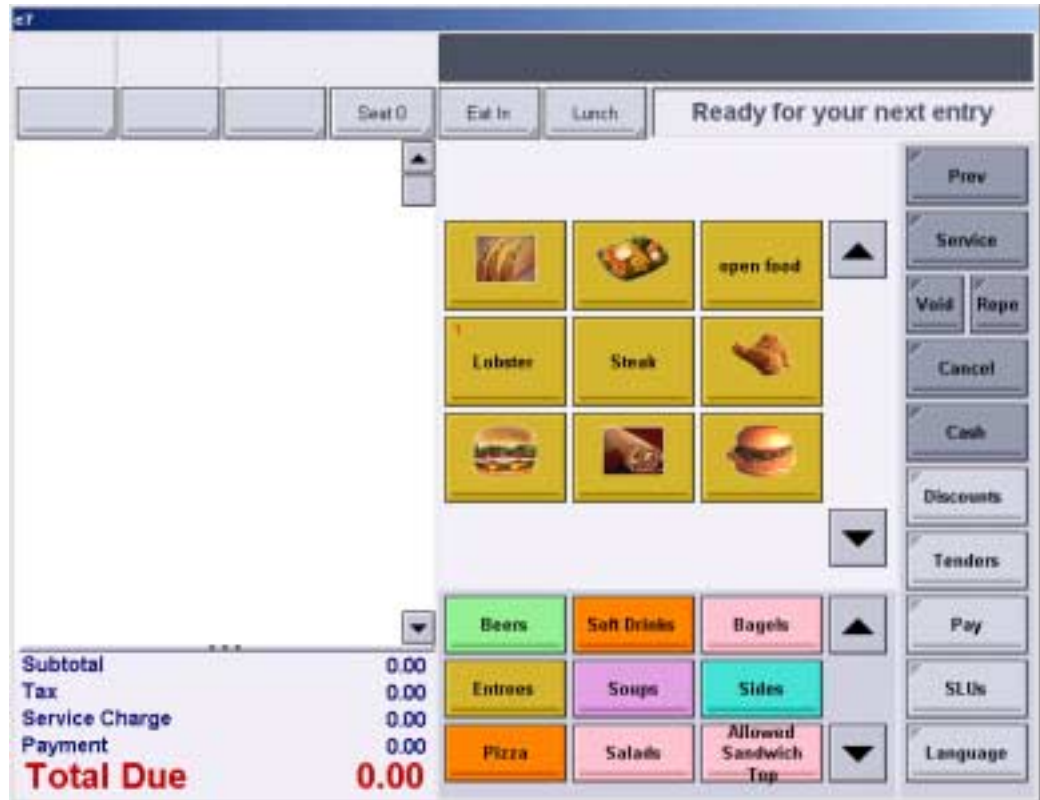 e7
Seat 0
Eat In
Lunch
Ready for your next entry
Prev
open food
Service
Void
Repe
1
Lobster
Steak
Cancel
Cash
Discounts
Tenders
Beers
Soft Drinks
Bagels
Pay
Subtotal 0.00
Tax 0.00
Service Charge 0.00
Payment 0.00
Total Due 0.00
Entrees
Soups
Sides
SLUs
Pizza
Salads
Allowed
Sandwich
Top
Language